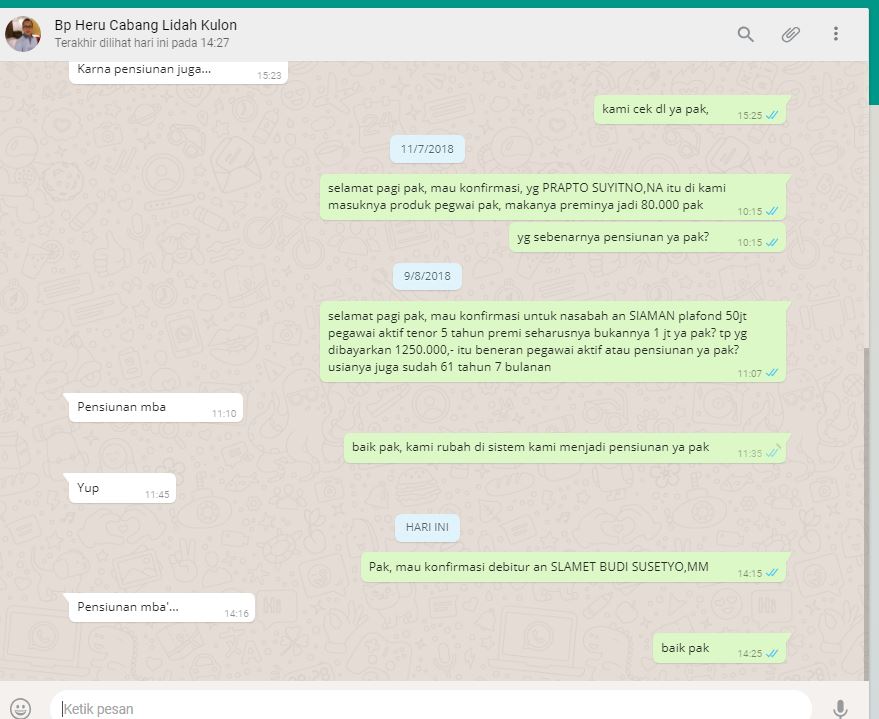 Bp Heru Cabang Lidah Kulon
Terakhir dilihat hari ini pada 14:27
Karna pensiunan juga...
15:23
kami cek dl ya pak,
15:25
11/7/2018
selamat pagi pak, mau konfirmasi, yg PRAPTO SUYITNO,NA itu di kami
masuknya produk pegwai pak, makanya preminya jadi 80.000 pak
10:15
yg sebenarnya pensiunan ya pak?
10:15
9/8/2018
selamat pagi pak, mau konfirmasi untuk nasabah an SIAMAN plafond 50jt
pegawai aktif tenor 5 tahun premi seharusnya bukannya 1 jt ya pak? tp yg
dibayarkan 1250.000,- itu beneran pegawai aktif atau pensiunan ya pak?
usianya juga sudah 61 tahun 7 bulanan
11:07
Pensiunan mba
11:10
baik pak, kami rubah di sistem kami menjadi pensiunan ya pak
11:35
Yup
11:45
HARI INI
Pak, mau konfirmasi debitur an SLAMET BUDI SUSETYO,MM
14:15
Pensiunan mba'...
14:16
baik pak
14:25
Ketik pesan